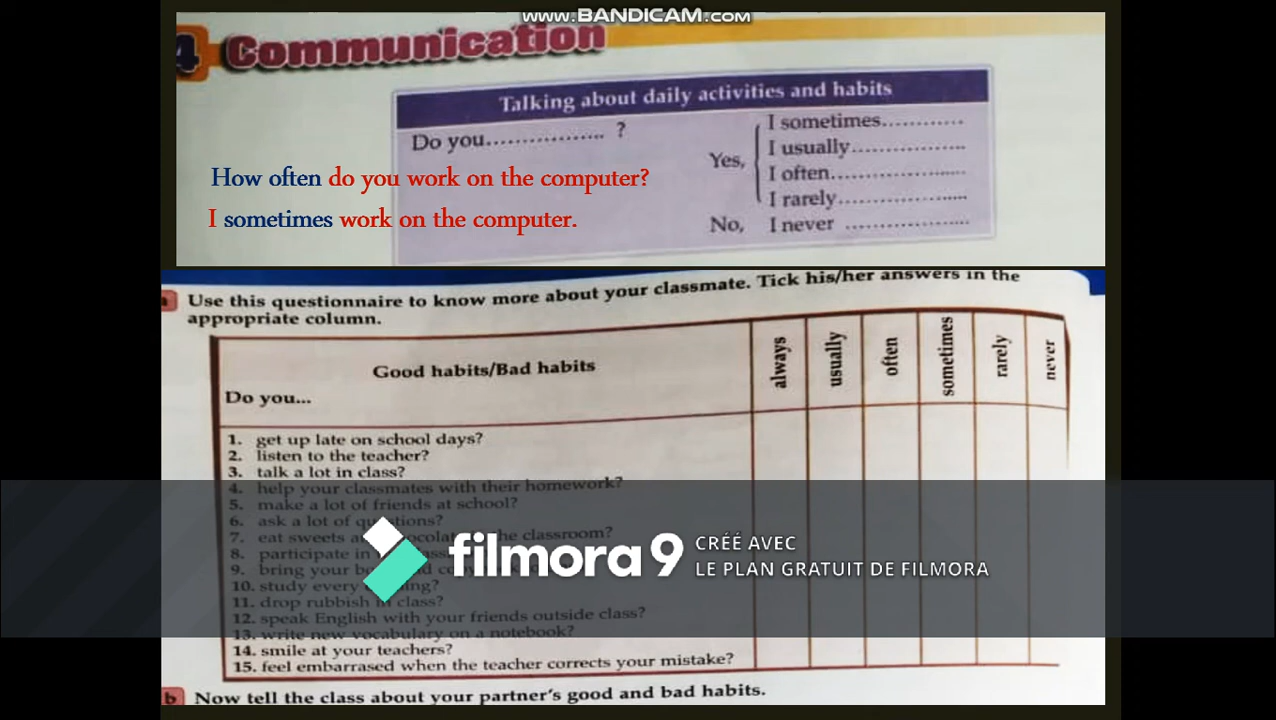 www.BANDICAM.com
4 Communication
Talking about daily activities and habits
Do you.................. ?
Yes,
I sometimes............
I usually.................
I often....................
I rarely...................
No, I never ..................
How often do you work on the computer?
I sometimes work on the computer.
a Use this questionnaire to know more about your classmate. Tick his/her answers in the
appropriate column.
Good habits/Bad habits
Do you...
always
usually
often
sometimes
rarely
never
1. get up late on school days?
2. listen to the teacher?
3. talk a lot in class?
4. help your classmates with their homework?
5. make a lot of friends at school?
6. ask a lot of questions?
7. eat sweets classroom?
8. participate in
9. bring your
10. study every
11. drop rubbish in class?
12. speak English with your friends outside class?
13. write new vocabulary on a notebook?
14. smile at your teachers?
15. feel embarrased when the teacher corrects your mistake?
filmora 9
CRÉÉ AVEC
LE PLAN GRATUIT DE FILMORA
b Now tell the class about your partner's good and bad habits.